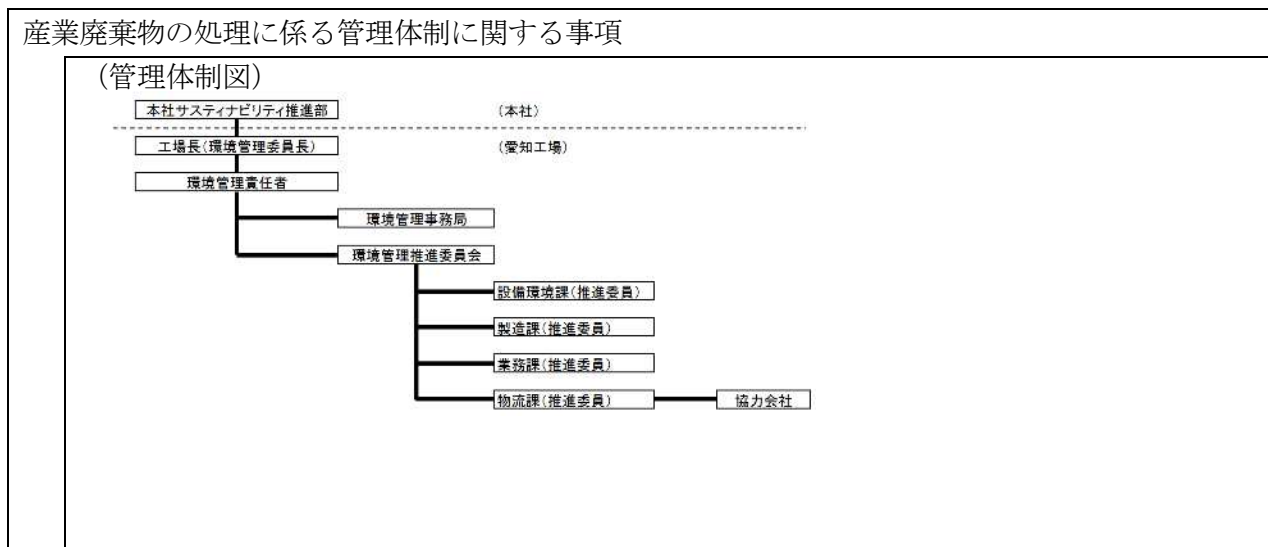 産業廃棄物の処理に係る管理体制に関する事項
（管理体制図）
本社サスティナビリティ推進部 (本社)
工場長(環境管理委員長) (愛知工場)
環境管理責任者
環境管理事務局
環境管理推進委員会
設備環境課(推進委員)
製造課(推進委員)
業務課(推進委員)
物流課(推進委員) 協力会社